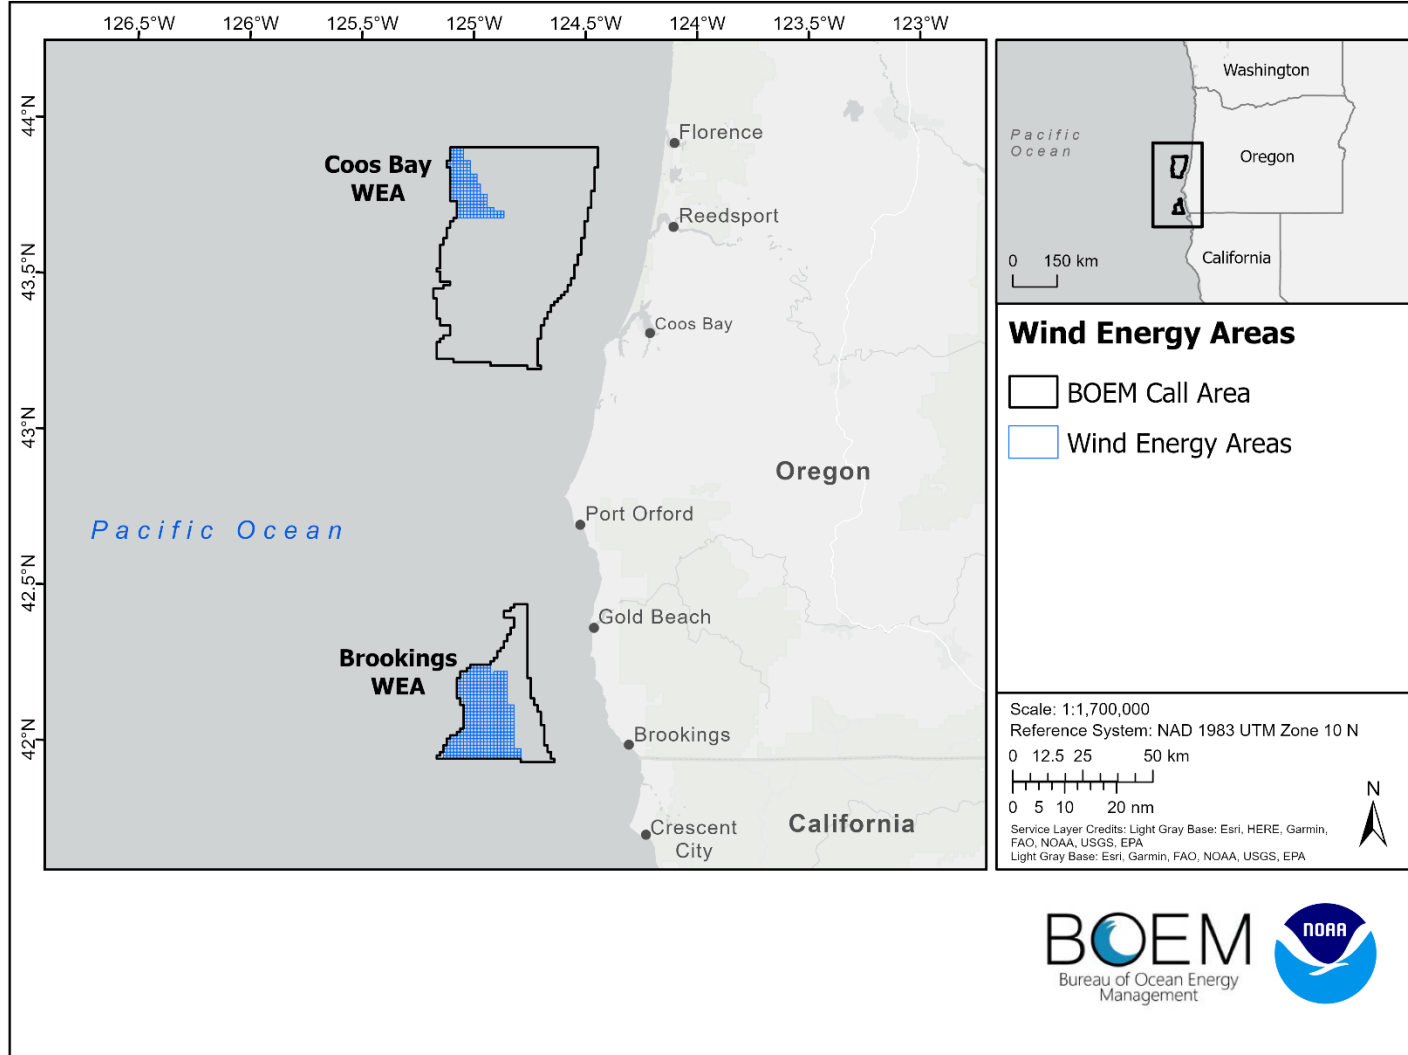 126.5°W 126°W 125.5°W 125°W 124.5°W 124°W 123.5°W 123°W
44°N
43.5°N
43°N
42.5°N
42°N
Coos Bay
WEA
Florence
Reedsport
Coos Bay
Oregon
Port Orford
Pacific Ocean
Gold Beach
Brookings
WEA
Brookings
California
Crescent
City
Washington
Pacific
Ocean
Oregon
0 150 km
California
Wind Energy Areas
BOEM Call Area
Wind Energy Areas
Scale: 1:1,700,000
Reference System: NAD 1983 UTM Zone 10 N
0 12.5 25 50 km
0 5 10 20 nm
N
Service Layer Credits: Light Gray Base: Esri, HERE, Garmin,
FAO, NOAA, USGS, EPA
Light Gray Base: Esri, Garmin, FAO, NOAA, USGS, EPA
BOEM
Bureau of Ocean Energy
Management
NOAA